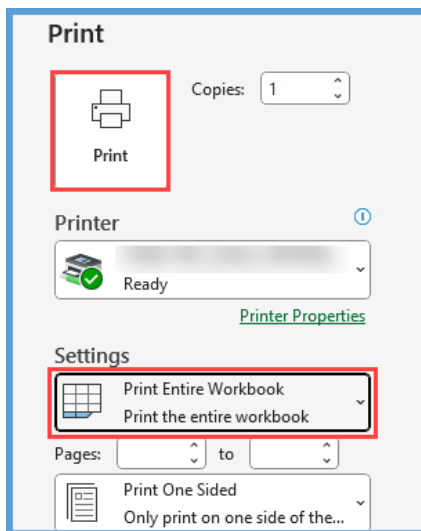 Print
Copies: 1
Print
Printer
Ready
Printer Properties
Settings
Print Entire Workbook
Print the entire workbook
Pages: to
Print One Sided
Only print on one side of the...